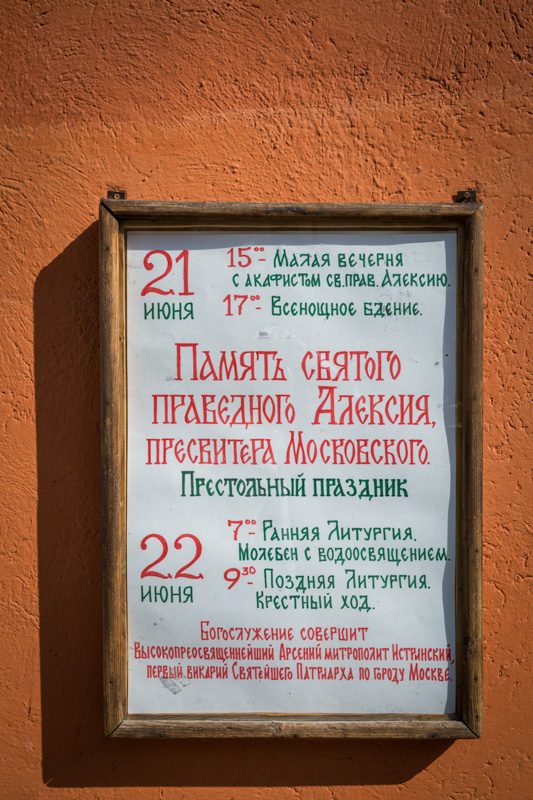 21 июня
15⁰⁰- Малая вечерня
с акафистом св.прав. Алексию.
17⁰⁰- Всенощное бдение.
Память святого
праведного Алексия,
пресвитера Московского.
Престольный праздник
22 июня
7⁰⁰- Ранняя Литургия.
Молебен с водоосвящением.
9³⁰- Поздняя Литургия.
Крестный ход.
Богослужение совершит
Высокопреосвященнейший Арсений митрополит Истринский,
первый викарий Святейшего Патриарха по городу Москве.